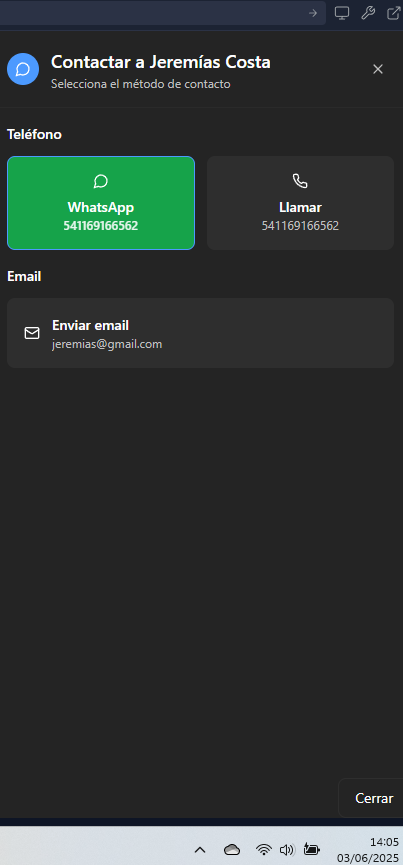 Contactar a Jeremías Costa
Selecciona el método de contacto
Teléfono
WhatsApp
541169166562
Llamar
541169166562
Email
Enviar email
jeremias@gmail.com
Cerrar
14:05
03/06/2025